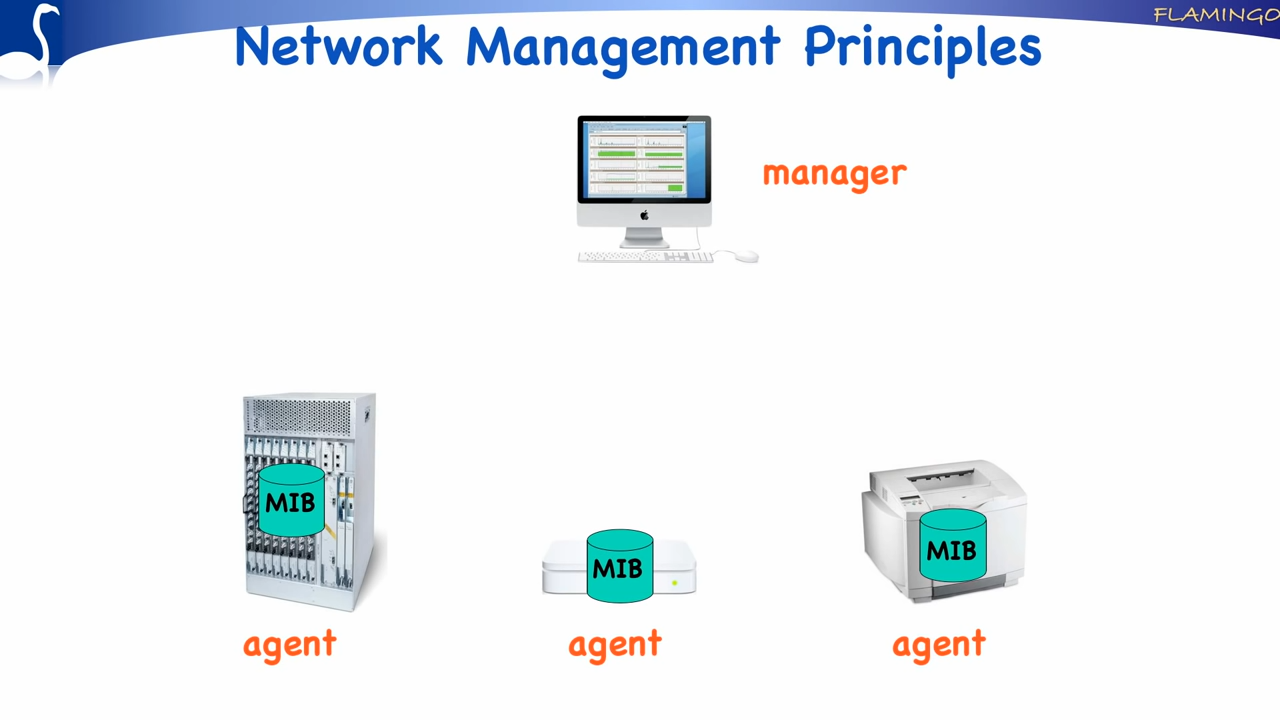 FLAMINGO
Network Management Principles
manager
MIB
MIB
MIB
agent
agent
agent